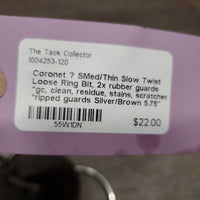 The Tack Collector
1004253-120
Coronet ? SMed/Thin Slow Twist
Loose Ring Bit, 2x rubber guards
*gc, clean, residue, stains, scratches
*ripped guards Silver/Brown 5.75"
55W1DN
$22.00